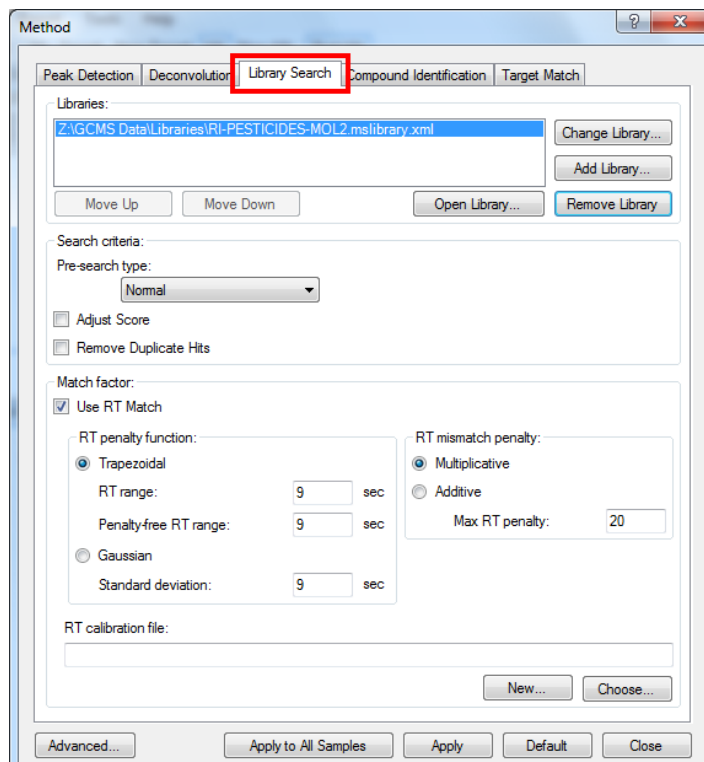 Method
Peak Detection Deconvolution Library Search Compound Identification Target Match
Libraries:
Z:\GCMS Data\Libraries\RI-PESTICIDES-MOL2.mslibrary.xml
Change Library...
Add Library...
Move Up Move Down Open Library... Remove Library
Search criteria:
Pre-search type:
Normal
Adjust Score
Remove Duplicate Hits
Match factor:
Use RT Match
RT penalty function:
Trapezoidal
RT range: 9 sec
Penalty-free RT range: 9 sec
Gaussian
Standard deviation: 9 sec
RT mismatch penalty:
Multiplicative
Additive
Max RT penalty: 20
RT calibration file:
New... Choose...
Advanced... Apply to All Samples Apply Default Close